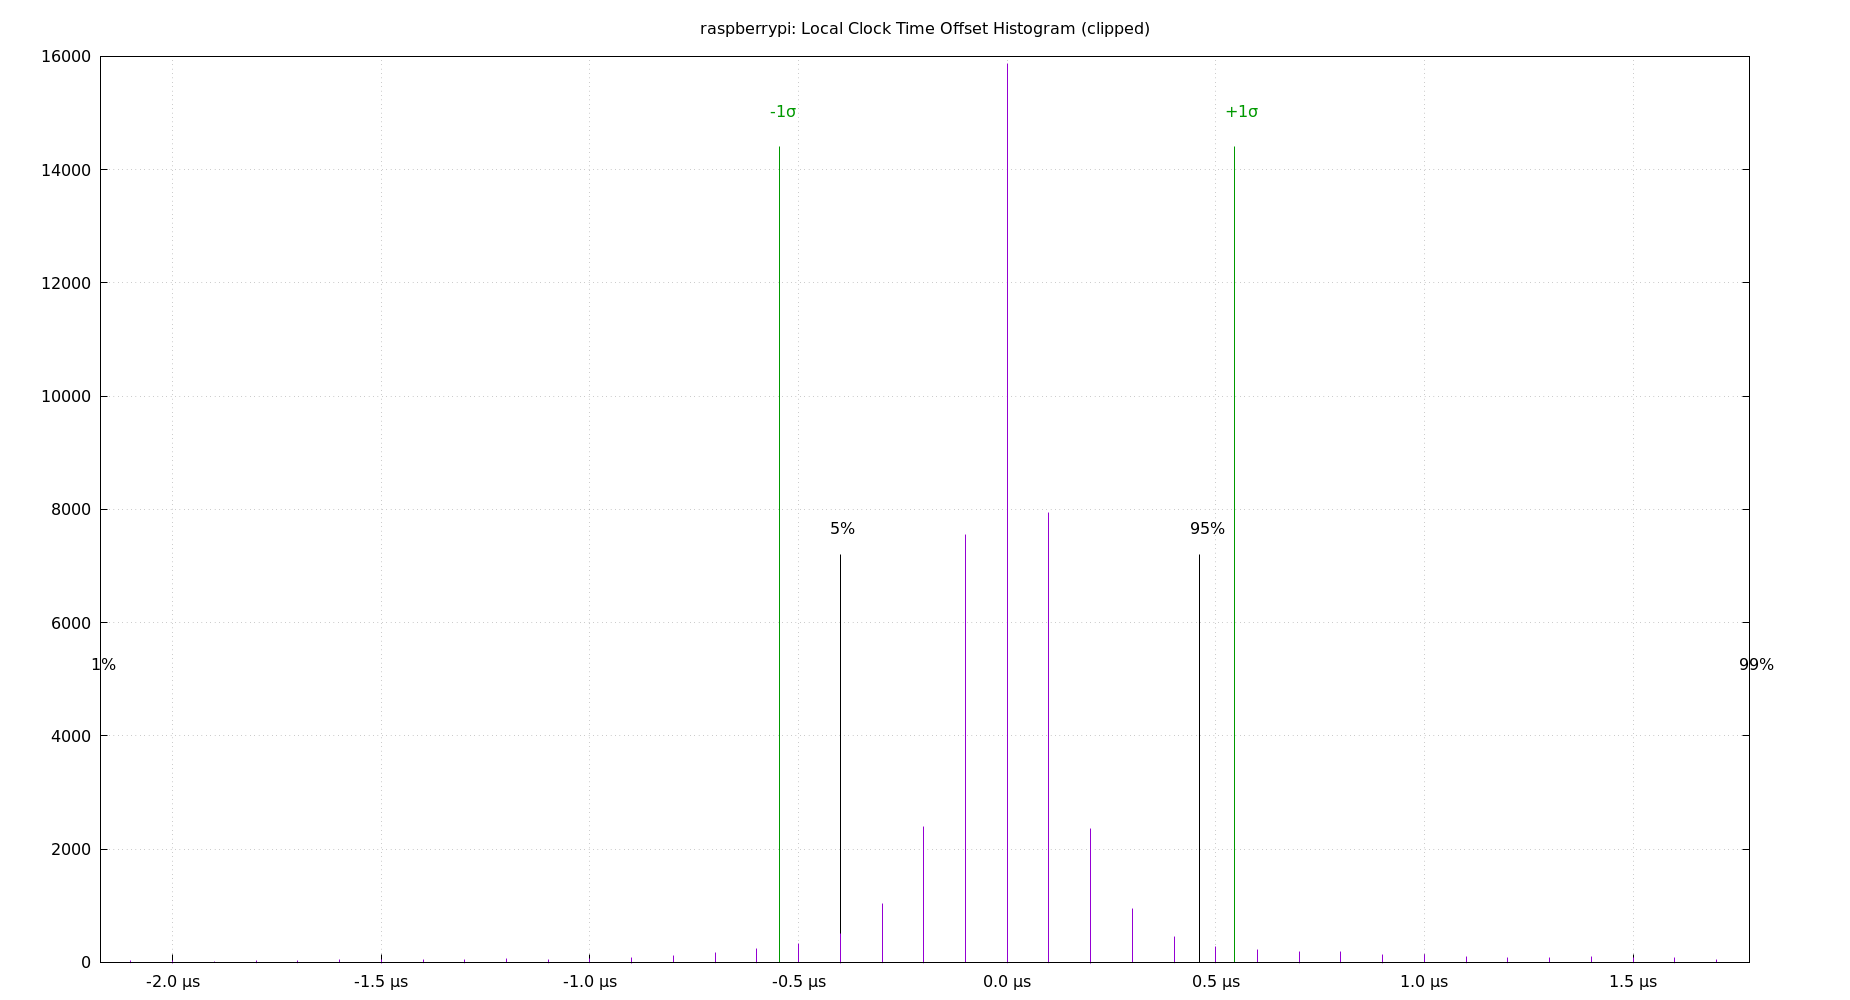 raspberrypi: Local Clock Time Offset Histogram (clipped)
16000
-1σ
+1σ
14000
12000
10000
8000
5%
95%
6000
1%
99%
4000
2000
0
-2.0 µs
-1.5 µs
-1.0 µs
-0.5 µs
0.0 µs
0.5 µs
1.0 µs
1.5 µs